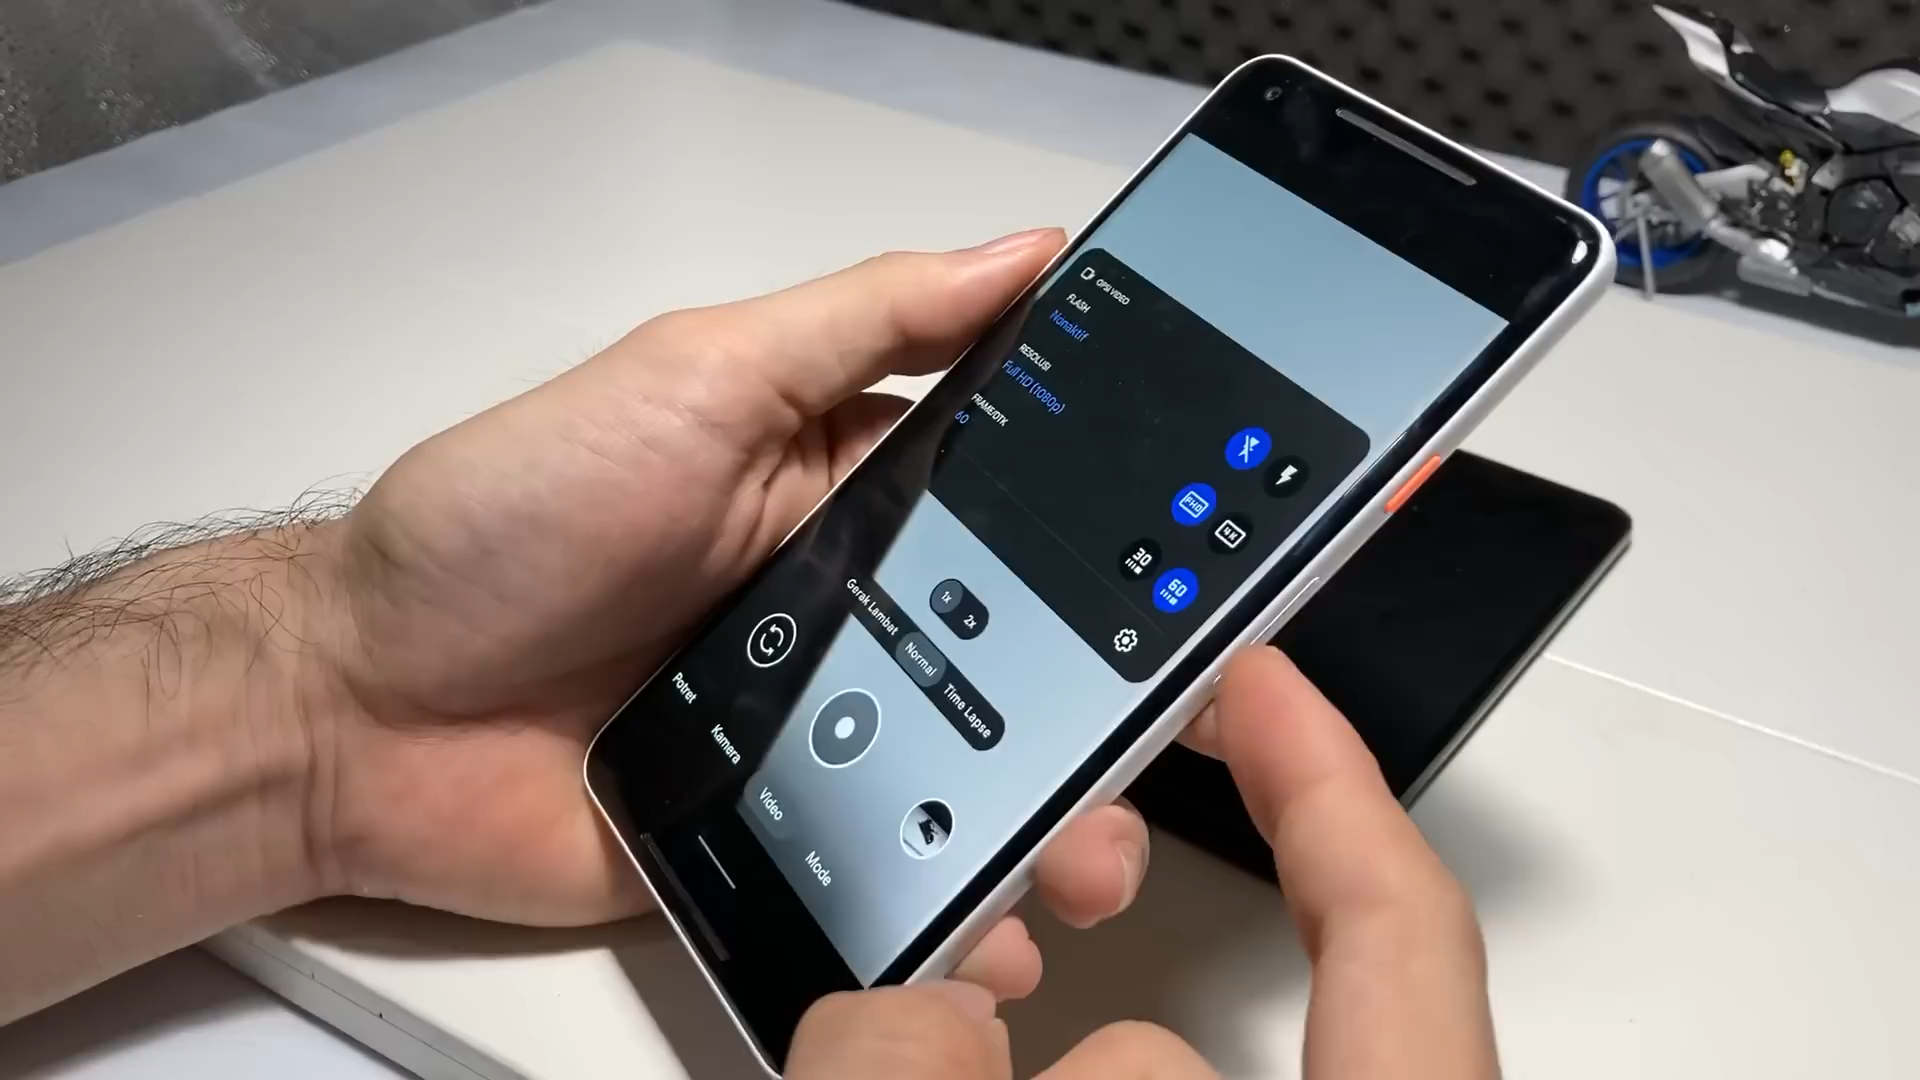 OPSI VIDEO
FLASH
Nonaktif
RESOLUSI
Full HD (1080p)
FRAME/DTK
60
FHD
4K
30
60
1x
2x
Gerak Lambat
Normal
Time Lapse
Potret
Kamera
Video
Mode